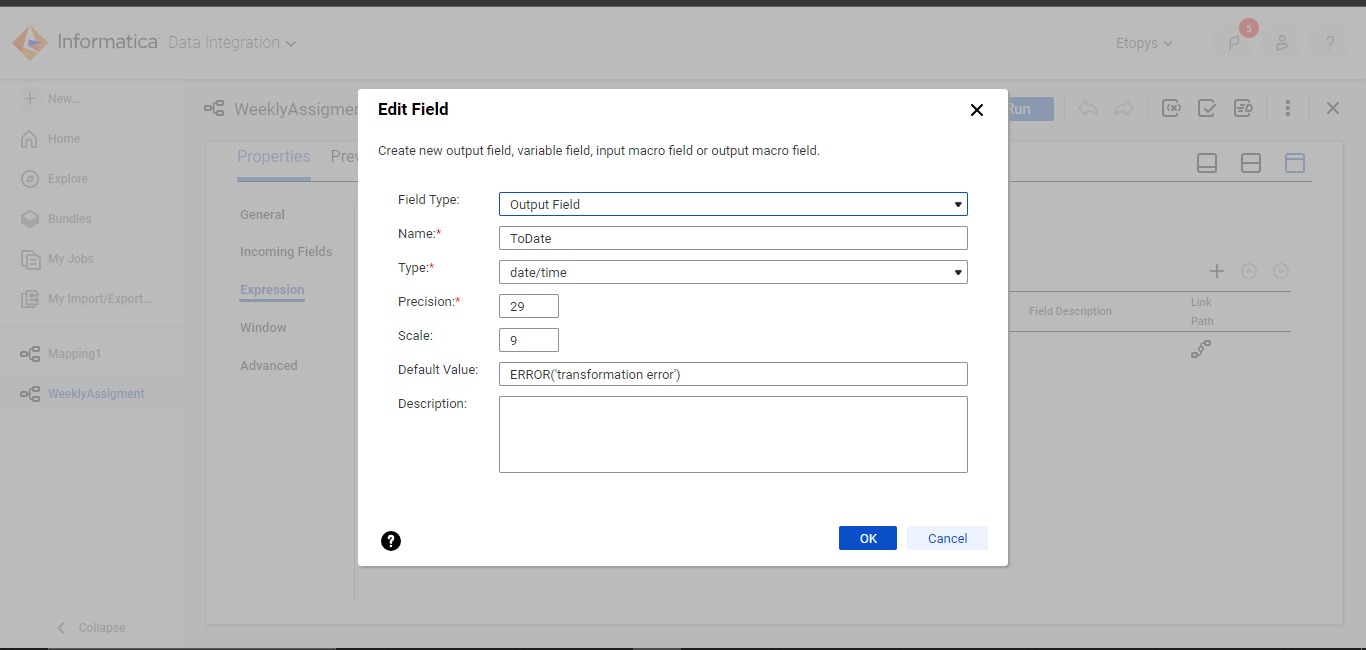 Informatica Data Integration
Etopys
5
?
New...
Home
Explore
Bundles
My Jobs
My Import/Export...
Mapping1
WeeklyAssigment
Collapse
WeeklyAssigmen
Run
Properties
General
Incoming Fields
Expression
Window
Advanced
Field Description
Link
Path
Edit Field
Create new output field, variable field, input macro field or output macro field.
Field Type: Output Field
Name:* ToDate
Type:* date/time
Precision:* 29
Scale: 9
Default Value: ERROR('transformation error')
Description:
?
OK Cancel